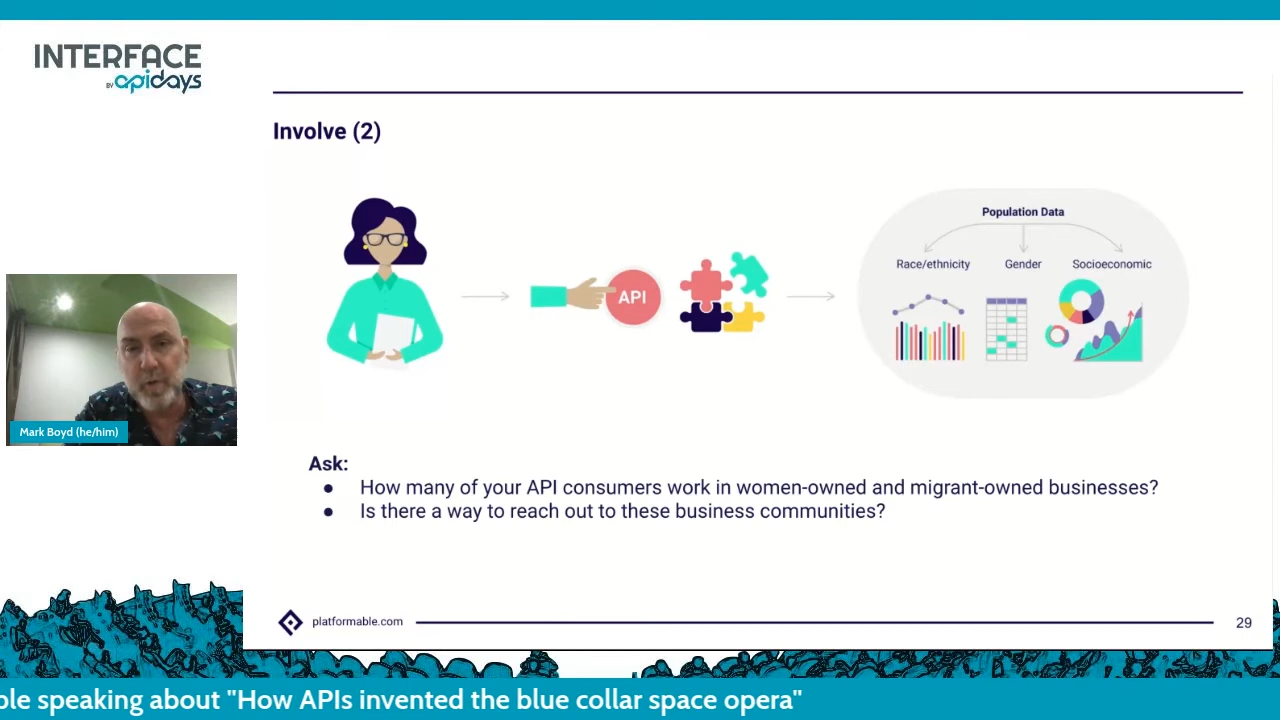 INTERFACE
BY apidays
Involve (2)
Population Data
Race/ethnicity Gender Socioeconomic
API
Mark Boyd (he/him)
Ask:
● How many of your API consumers work in women-owned and migrant-owned businesses?
● Is there a way to reach out to these business communities?
platformable.com
29
speaking about "How APIs invented the blue collar space opera"